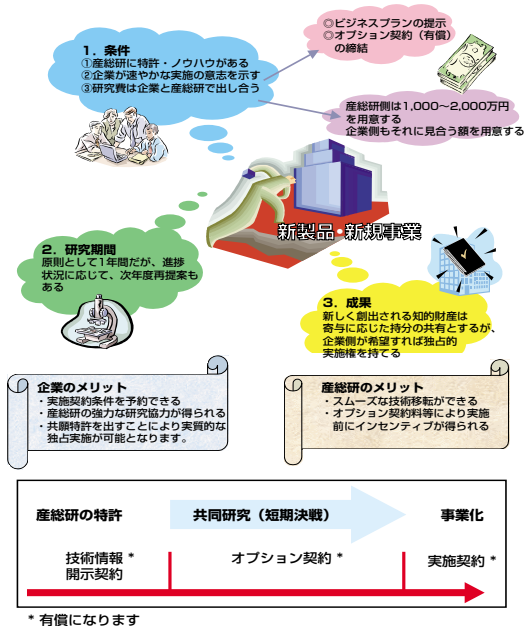 1．条件
①産総研に特許・ノウハウがある
②企業が速やかな実施の意志を示す
③研究費は企業と産総研で出し合う
◎ビジネスプランの提示
◎オプション契約（有償）
の締結
産総研側は1,000～2,000万円
を用意する
企業側もそれに見合う額を用意する
新製品・新規事業
2．研究期間
原則として1年間だが、進捗
状況に応じて、次年度再提案も
ある
3．成果
新しく創出される知的財産は
寄与に応じた持分の共有とするが、
企業側が希望すれば独占的
実施権を持てる
企業のメリット
・実施契約条件を予約できる
・産総研の強力な研究協力が得られる
・共願特許を出すことにより実質的な
独占実施が可能となります。
産総研のメリット
・スムーズな技術移転ができる
・オプション契約料等により実施
前にインセンティブが得られる
産総研の特許
共同研究（短期決戦）
事業化
技術情報 *
開示契約
オプション契約 *
実施契約 *
* 有償になります